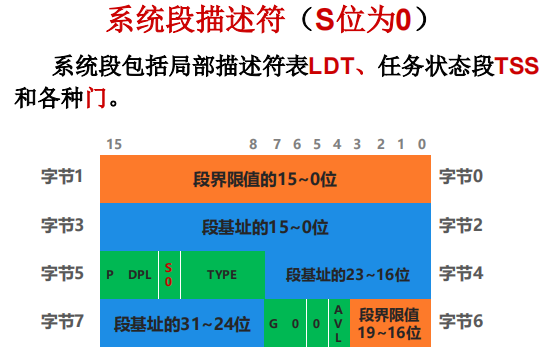 系统段描述符（S位为0）
系统段包括局部描述符表LDT、任务状态段TSS
和各种门。
15 8 7 6 5 4 3 2 1 0
字节1 段界限值的15~0位 字节0
字节3 段基址的15~0位 字节2
字节5 P DPL S 0 TYPE 段基址的23~16位 字节4
字节7 段基址的31~24位 G 0 0 AVL 段界限值 19~16位 字节6